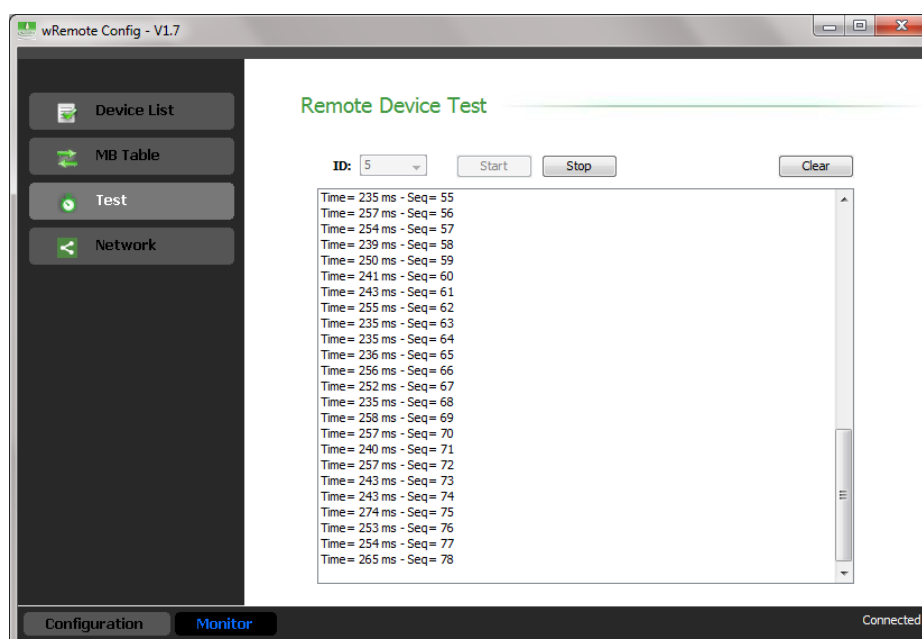 wRemote Config - V1.7
Device List
MB Table
Test
Network
Remote Device Test
ID: 5 Start Stop Clear
Time= 235 ms - Seq= 55
Time= 257 ms - Seq= 56
Time= 254 ms - Seq= 57
Time= 239 ms - Seq= 58
Time= 250 ms - Seq= 59
Time= 241 ms - Seq= 60
Time= 243 ms - Seq= 61
Time= 255 ms - Seq= 62
Time= 235 ms - Seq= 63
Time= 235 ms - Seq= 64
Time= 236 ms - Seq= 65
Time= 256 ms - Seq= 66
Time= 252 ms - Seq= 67
Time= 235 ms - Seq= 68
Time= 258 ms - Seq= 69
Time= 257 ms - Seq= 70
Time= 240 ms - Seq= 71
Time= 257 ms - Seq= 72
Time= 243 ms - Seq= 73
Time= 243 ms - Seq= 74
Time= 274 ms - Seq= 75
Time= 253 ms - Seq= 76
Time= 254 ms - Seq= 77
Time= 265 ms - Seq= 78
Configuration Monitor Connected